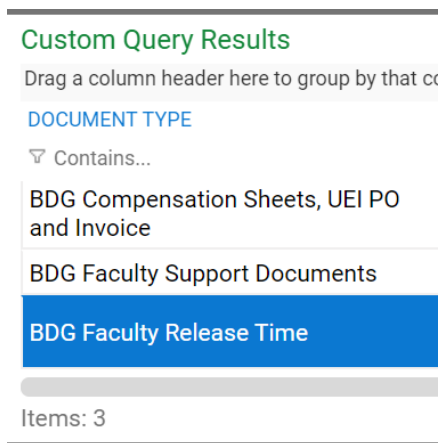 Custom Query Results
Drag a column header here to group by that
DOCUMENT TYPE
Contains...
BDG Compensation Sheets, UEI PO
and Invoice
BDG Faculty Support Documents
BDG Faculty Release Time
Items: 3